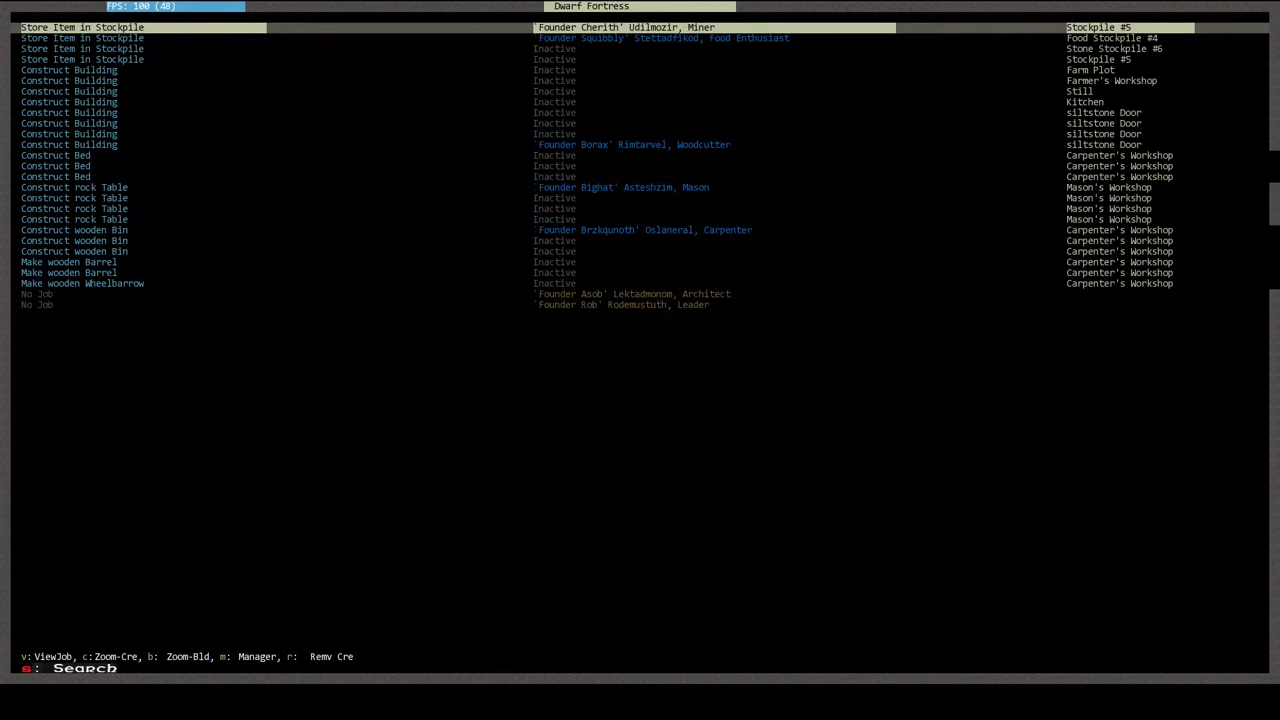 FPS: 100 (48) Dwarf Fortress
Store Item in Stockpile `Founder Cherith' Udilmozir, Miner Stockpile #5
Store Item in Stockpile `Founder Squibbly' Stettadfikod, Food Enthusiast Food Stockpile #4
Store Item in Stockpile Inactive Stone Stockpile #6
Store Item in Stockpile Inactive Stockpile #5
Construct Building Inactive Farm Plot
Construct Building Inactive Farmer's Workshop
Construct Building Inactive Still
Construct Building Inactive Kitchen
Construct Building Inactive siltstone Door
Construct Building Inactive siltstone Door
Construct Building Inactive siltstone Door
Construct Building `Founder Borax' Rimtarvel, Woodcutter siltstone Door
Construct Bed Inactive Carpenter's Workshop
Construct Bed Inactive Carpenter's Workshop
Construct Bed Inactive Carpenter's Workshop
Construct rock Table `Founder Bighat' Asteshzim, Mason Mason's Workshop
Construct rock Table Inactive Mason's Workshop
Construct rock Table Inactive Mason's Workshop
Construct rock Table Inactive Mason's Workshop
Construct wooden Bin `Founder Brzkqunoth' Oslaneral, Carpenter Carpenter's Workshop
Construct wooden Bin Inactive Carpenter's Workshop
Construct wooden Bin Inactive Carpenter's Workshop
Make wooden Barrel Inactive Carpenter's Workshop
Make wooden Barrel Inactive Carpenter's Workshop
Make wooden Wheelbarrow Inactive Carpenter's Workshop
No Job `Founder Asob' Lektadmonom, Architect
No Job `Founder Rob' Rodemustuth, Leader
v:ViewJob, c:Zoom-Cre, b: Zoom-Bld, m: Manager, r: Remv Cre
s: Search